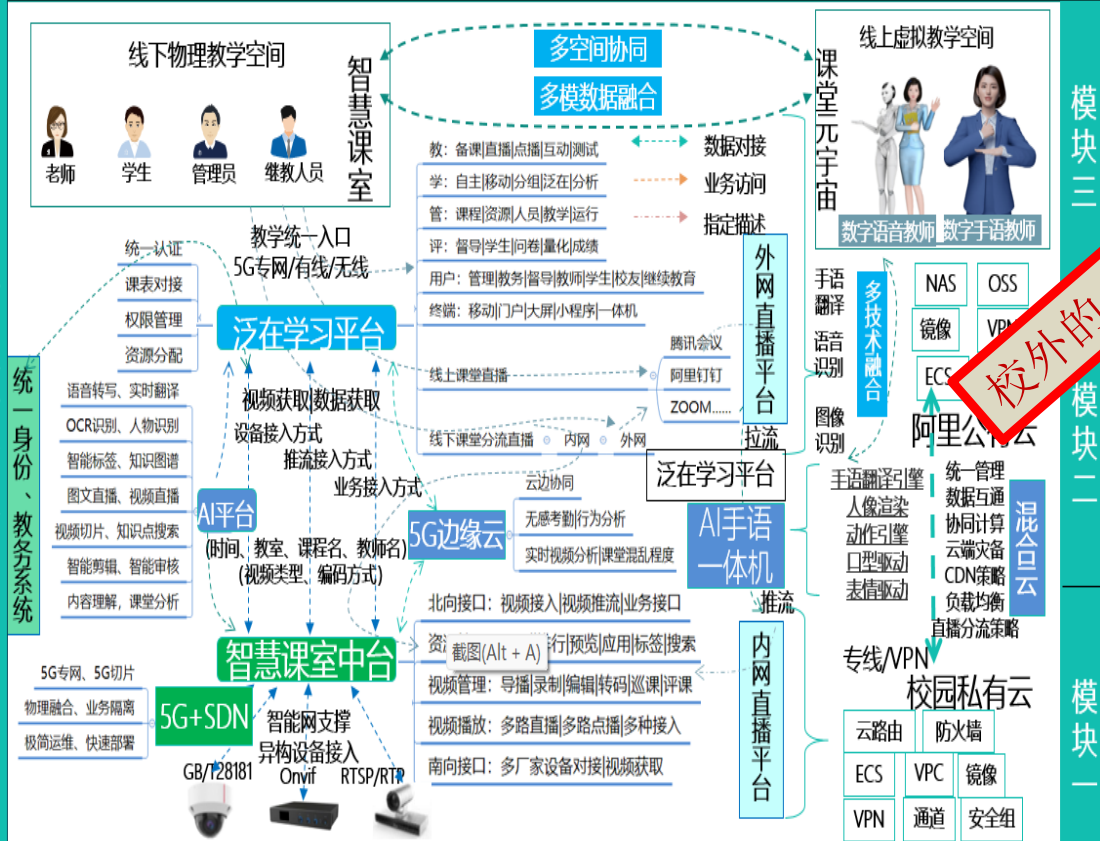 线下物理教学空间
智慧课室
老师
学生
管理员
继教人员
多空间协同
多模数据融合
课堂元宇宙
线上虚拟教学空间
数字语音教师
数字手语教师
模块三
教：备课|直播|点播|互动|测试
学：自主|移动|分组|泛在|分析
管：课程|资源|人员|教学|运行
评：督导|学生|问卷|量化|成绩
用户：管理|教务|督导|教师|学生|校友|继续教育
终端：移动|门户|大屏|小程序|一体机
数据对接
业务访问
指定描述
教学统一入口
5G专网/有线/无线
统一认证
课表对接
权限管理
资源分配
泛在学习平台
线上课堂直播
腾讯会议
阿里钉钉
ZOOM......
线下课堂分流直播
内网
外网
外网直播平台
拉流
泛在学习平台
手语
翻译
语音
识别
图像
识别
多技术融合
NAS
OSS
镜像
VPN
ECS
校外的
阿里公有云
模块二
统一身份、教务系统
语音转写、实时翻译
OCR识别、人物识别
智能标签、知识图谱
图文直播、视频直播
视频切片、知识点搜索
智能剪辑、智能审核
内容理解，课堂分析
AI平台
视频获取|数据获取
设备接入方式
推流接入方式
业务接入方式
(时间、教室、课程名、教师名)
(视频类型、编码方式)
5G边缘云
云边协同
无感考勤|行为分析
实时视频分析|课堂混乱程度
AI手语
一体机
推流
手语翻译引擎
人像渲染
动作引擎
口型驱动
表情驱动
统一管理
数据互通
协同计算
云端灾备
CDN策略
负载均衡
直播分流策略
混合云
智慧课室中台
北向接口：视频接入|视频推流|业务接口
资
行|预览|应用|标签|搜索
截图(Alt + A)
视频管理：导播|录制|编辑|转码|巡课|评课
视频播放：多路直播|多路点播|多种接入
南向接口：多厂家设备对接|视频获取
内网直播平台
专线/VPN
校园私有云
云路由
防火墙
ECS
VPC
镜像
VPN
通道
安全组
模块一
5G专网、5G切片
物理融合、业务隔离
极简运维、快速部署
5G+SDN
智能网支撑
异构设备接入
GB/T28181
Onvif
RTSP/RTP